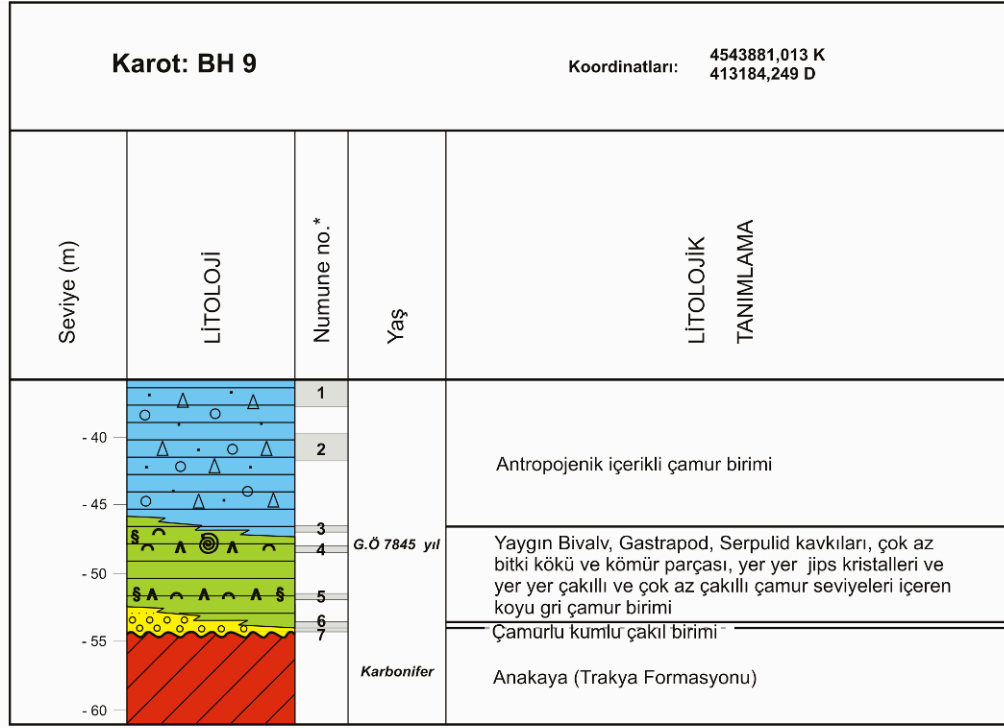 Karot: BH 9
Koordinatları:
4543881,013 K
413184,249 D
Seviye (m)
LİTOLOJİ
Numune no.*
Yaş
LİTOLOJİK
TANIMLAMA
1
- 40
2
Antropojenik içerikli çamur birimi
- 45
3
4
G.Ö 7845 yıl
Yaygın Bivalv, Gastrapod, Serpulid kavkıları, çok az
bitki kökü ve kömür parçası, yer yer jips kristalleri ve
yer yer çakıllı ve çok az çakıllı çamur seviyeleri içeren
koyu gri çamur birimi
- 50
5
6
7
Çamurlu kumlu çakıl birimi
- 55
Karbonifer
Anakaya (Trakya Formasyonu)
- 60